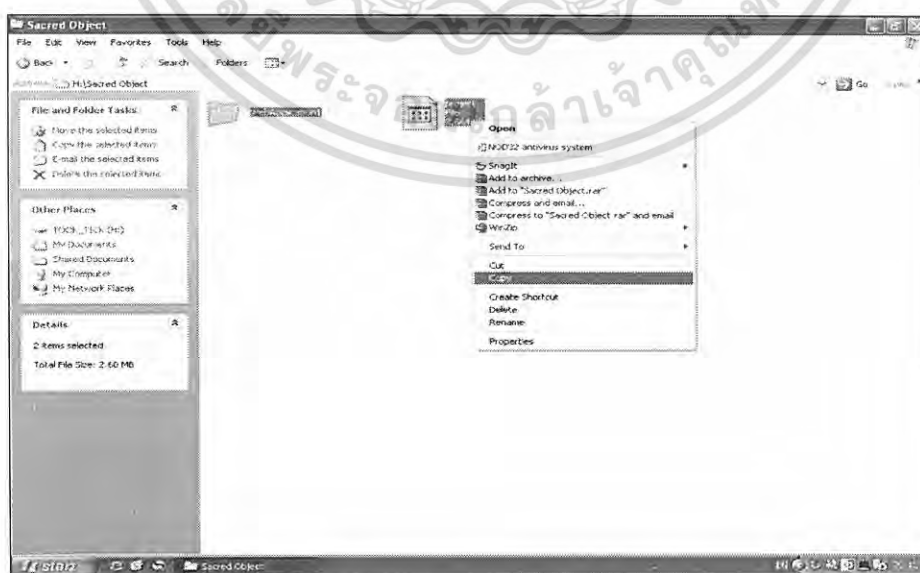 Sacred Object
File Edit View Favorites Tools Help
Back Search Folders
H:\Sacred Object Go
File and Folder Tasks
Move the selected items
Copy the selected items
E-mail the selected items
Delete the selected items
Other Places
My Documents
Shared Documents
My Computer
My Network Places
Details
2 items selected
Total File Size: 2.60 MB
Open
NOD32 antivirus system
SnagIt
Add to archive...
Add to "Sacred Object.rar"
Compress and email...
Compress to "Sacred Object.rar" and email
WinZip
Send To
Cut
Copy
Create Shortcut
Delete
Rename
Properties
start Sacred Object